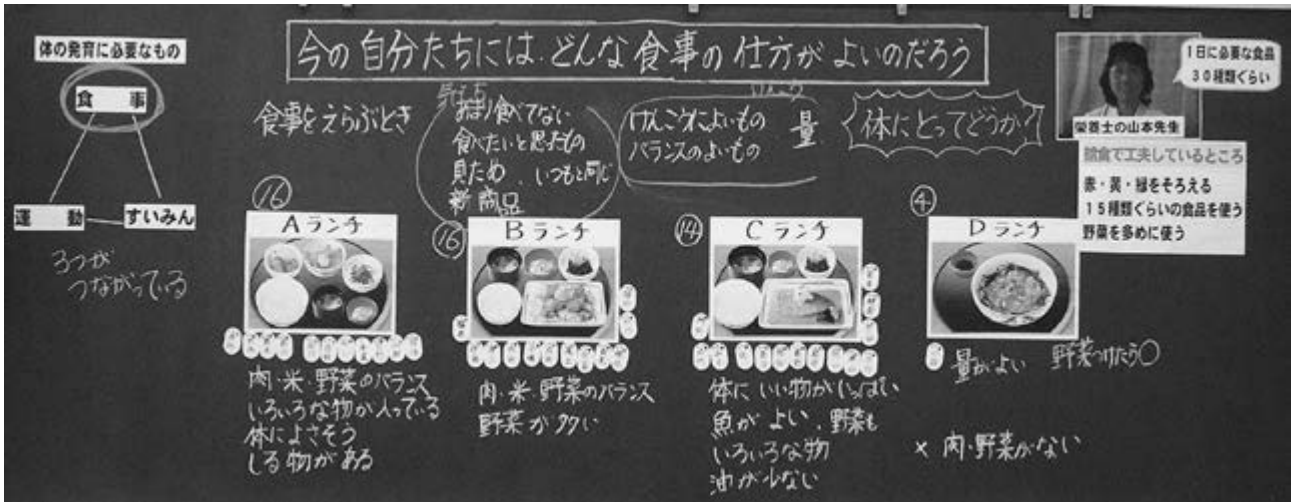 体の発育に必要なもの
食事
運動
すいみん
3つが
つながっている
今の自分たちには、どんな食事の仕方がよいのだろう
食事をえらぶとき
食べてない
食べたいと思ったもの
見ため、いつもと同じ
新商品
けんこうによいもの
バランスのよいもの
量
体にとってどうか?
1日に必要な食品
30種類ぐらい
栄養士の山本先生
給食で工夫しているところ
赤・黄・緑をそろえる
15種類ぐらいの食品を使う
野菜を多めに使う
16
Aランチ
肉・米・野菜のバランス
いろいろな物が入っている
体によさそう
しる物がある
16
Bランチ
肉・米・野菜のバランス
野菜が多い
14
Cランチ
体にいい物がいっぱい
魚がよい、野菜も
いろいろな物
油が少ない
4
Dランチ
量がよい 野菜つけたら〇
× 肉・野菜がない